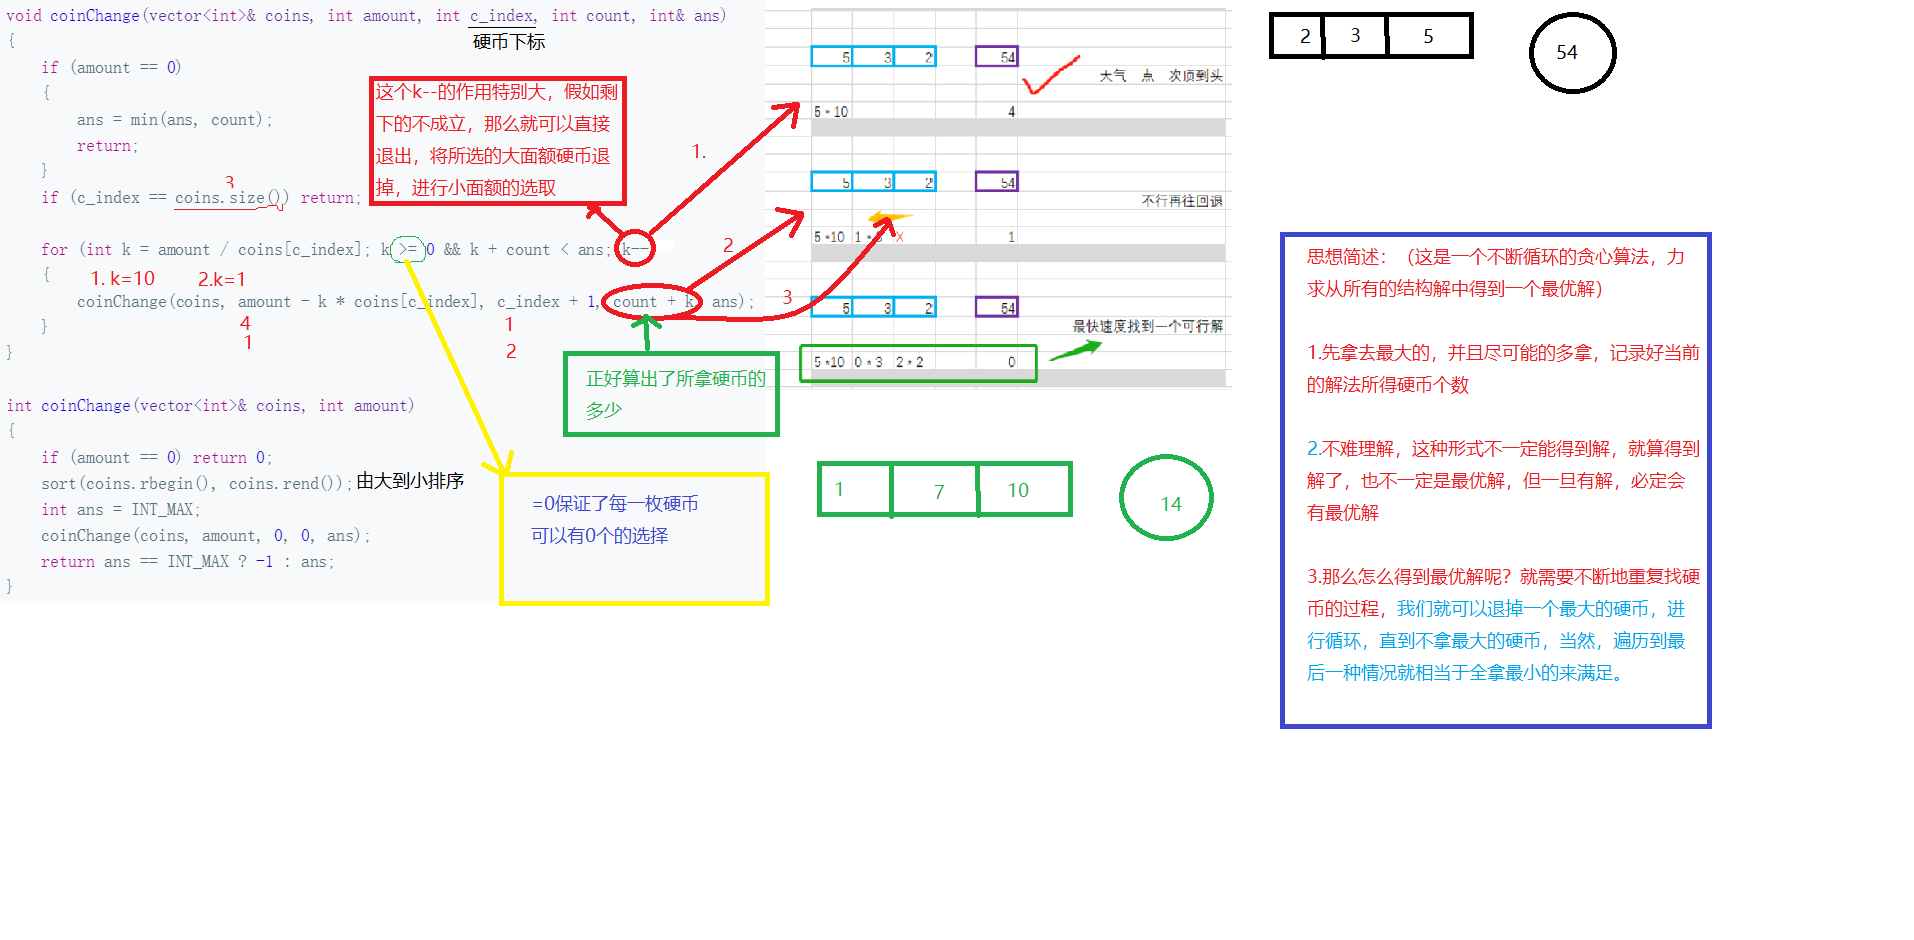 void coinChange(vector<int>& coins, int amount, int c_index, int count, int& ans)
{
硬币下标
if (amount == 0)
{
ans = min(ans, count);
return;
}
3
if (c_index == coins.size()) return;
for (int k = amount / coins[c_index]; k >= 0 && k + count < ans; k--
{
1. k=10
2.k=1
coinChange(coins, amount - k * coins[c_index], c_index + 1, count + k, ans);
}
4
1
1
2
}
这个k--的作用特别大，假如剩
下的不成立，那么就可以直接
退出，将所选的大面额硬币退
掉，进行小面额的选取
1.
2
3
正好算出了所拿硬币的
多少
int coinChange(vector<int>& coins, int amount)
{
if (amount == 0) return 0;
sort(coins.rbegin(), coins.rend());
由大到小排序
int ans = INT_MAX;
coinChange(coins, amount, 0, 0, ans);
return ans == INT_MAX ? -1 : ans;
}
=0保证了每一枚硬币
可以有0个的选择
5 3 2 54
大气 点 次顶到头
5*10 4
5 3 2 54
不行再往回退
5*10 1* X 1
5 3 2 54
最快速度找到一个可行解
5*10 0*3 2*2 0
1 7 10
14
2 3 5
54
思想简述：（这是一个不断循环的贪心算法，力
求从所有的结构解中得到一个最优解）
1.先拿去最大的，并且尽可能的多拿，记录好当前
的解法所得硬币个数
2.不难理解，这种形式不一定能得到解，就算得到
解了，也不一定是最优解，但一旦有解，必定会
有最优解
3.那么怎么得到最优解呢？就需要不断地重复找硬
币的过程，我们就可以退掉一个最大的硬币，进
行循环，直到不拿最大的硬币，当然，遍历到最
后一种情况就相当于全拿最小的来满足。